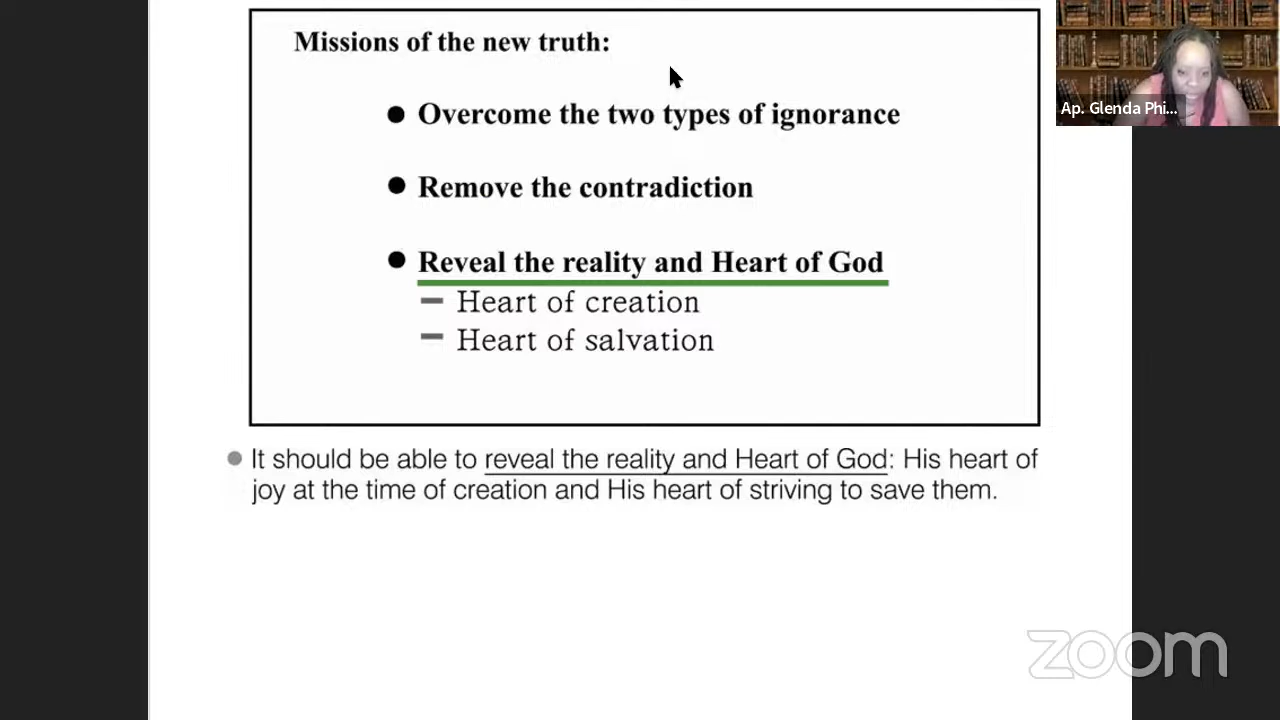 Missions of the new truth:
● Overcome the two types of ignorance
● Remove the contradiction
● Reveal the reality and Heart of God
– Heart of creation
– Heart of salvation
● It should be able to reveal the reality and Heart of God: His heart of
joy at the time of creation and His heart of striving to save them.
Ap. Glenda Phi...
zoom